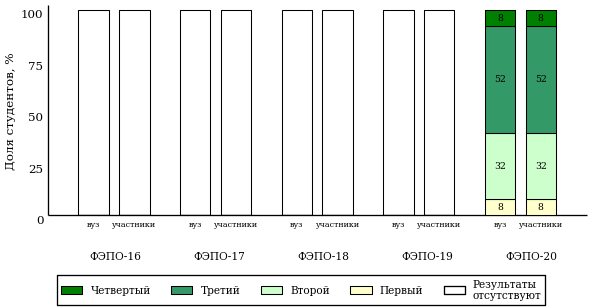 Доля студентов, %
100
75
50
25
0
8 8
52 52
32 32
8 8
вуз участники вуз участники вуз участники вуз участники вуз участники
ФЭПО-16 ФЭПО-17 ФЭПО-18 ФЭПО-19 ФЭПО-20
Четвертый Третий Второй Первый Результаты
отсутствуют